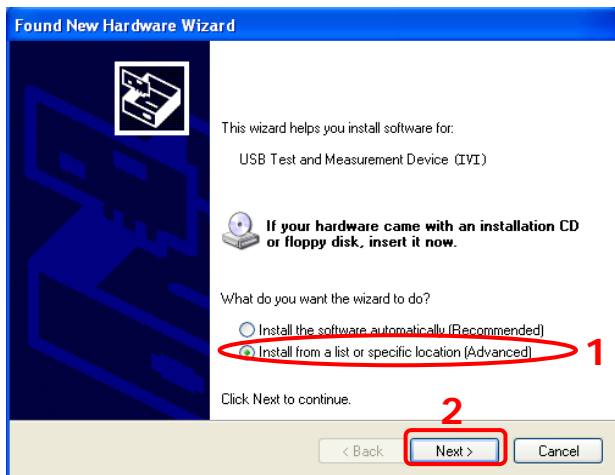 Found New Hardware Wizard
This wizard helps you install software for:
USB Test and Measurement Device (IVI)
If your hardware came with an installation CD
or floppy disk, insert it now.
What do you want the wizard to do?
Install the software automatically (Recommended)
Install from a list or specific location (Advanced)
1
Click Next to continue.
2
< Back
Next >
Cancel